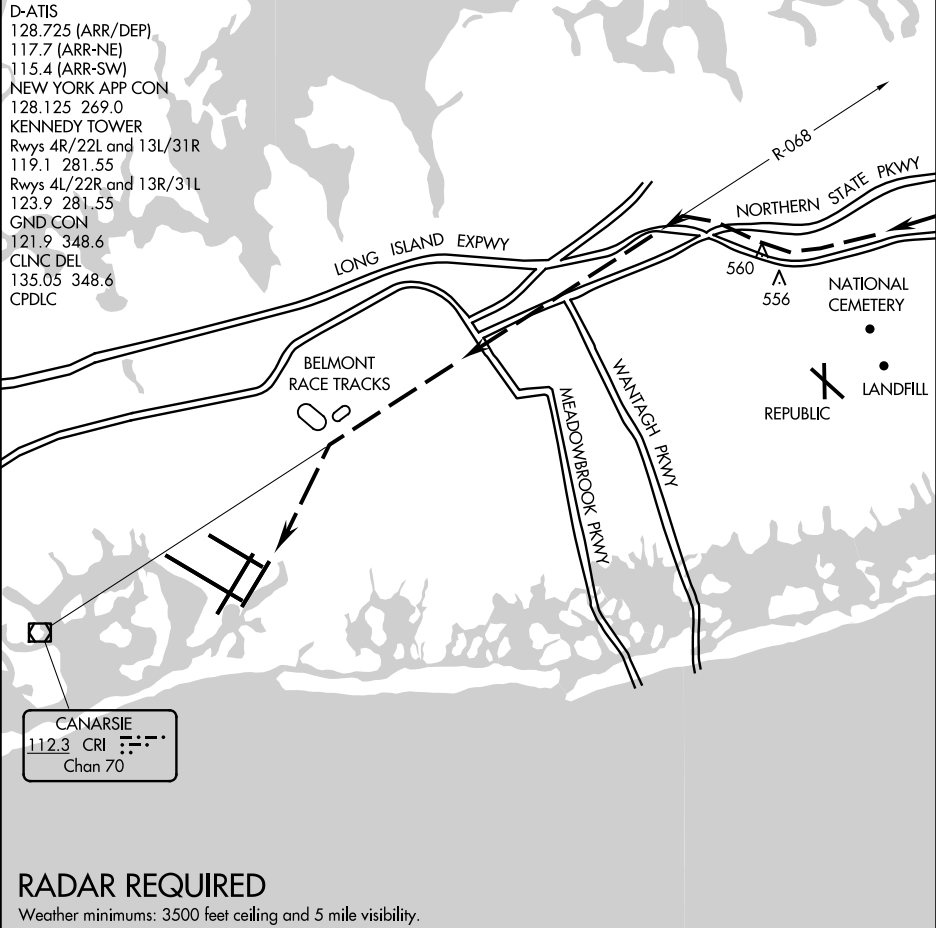 D-ATIS
128.725 (ARR/DEP)
117.7 (ARR-NE)
115.4 (ARR-SW)
NEW YORK APP CON
128.125 269.0
KENNEDY TOWER
Rwys 4R/22L and 13L/31R
119.1 281.55
Rwys 4L/22R and 13R/31L
123.9 281.55
GND CON
121.9 348.6
CLNC DEL
135.05 348.6
CPDLC
R-068
NORTHERN STATE PKWY
LONG ISLAND EXPWY
560
556
NATIONAL
CEMETERY
LANDFILL
REPUBLIC
BELMONT
RACE TRACKS
WANTAGH PKWY
MEADOWBROOK PKWY
CANARSIE
112.3 CRI
Chan 70
RADAR REQUIRED
Weather minimums: 3500 feet ceiling and 5 mile visibility.